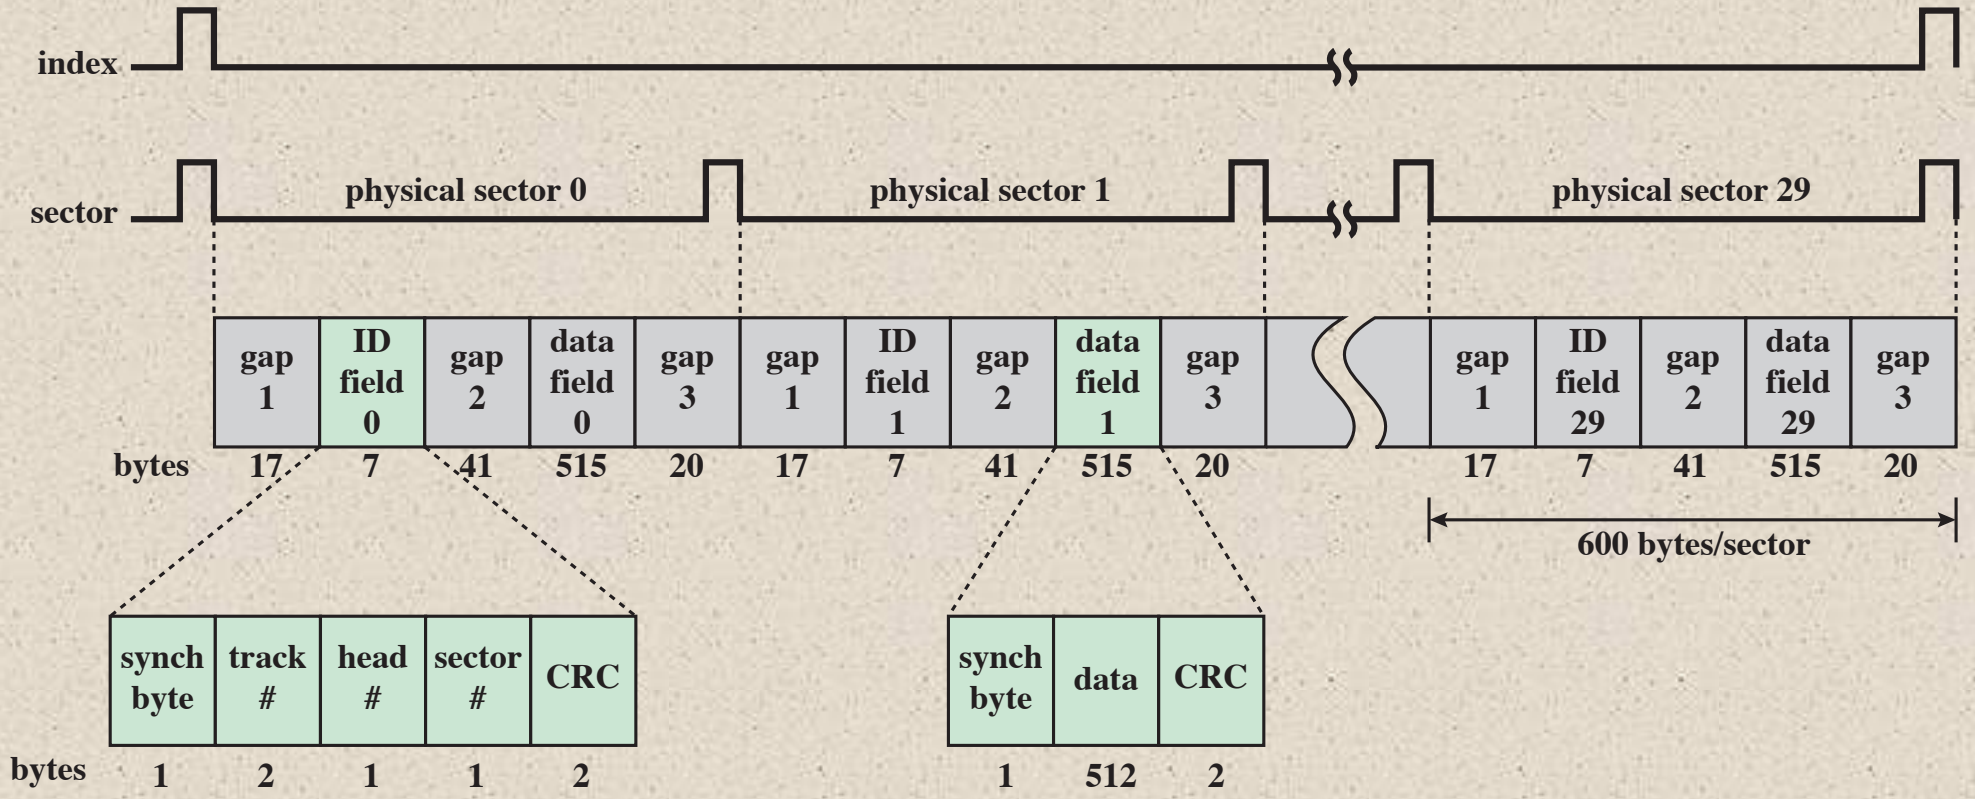 index
sector
physical sector 0
physical sector 1
physical sector 29
gap 1
ID field 0
gap 2
data field 0
gap 3
gap 1
ID field 1
gap 2
data field 1
gap 3
gap 1
ID field 29
gap 2
data field 29
gap 3
bytes 17 7 41 515 20 17 7 41 515 20 17 7 41 515 20
600 bytes/sector
synch byte
track #
head #
sector #
CRC
synch byte
data
CRC
bytes 1 2 1 1 2 1 512 2